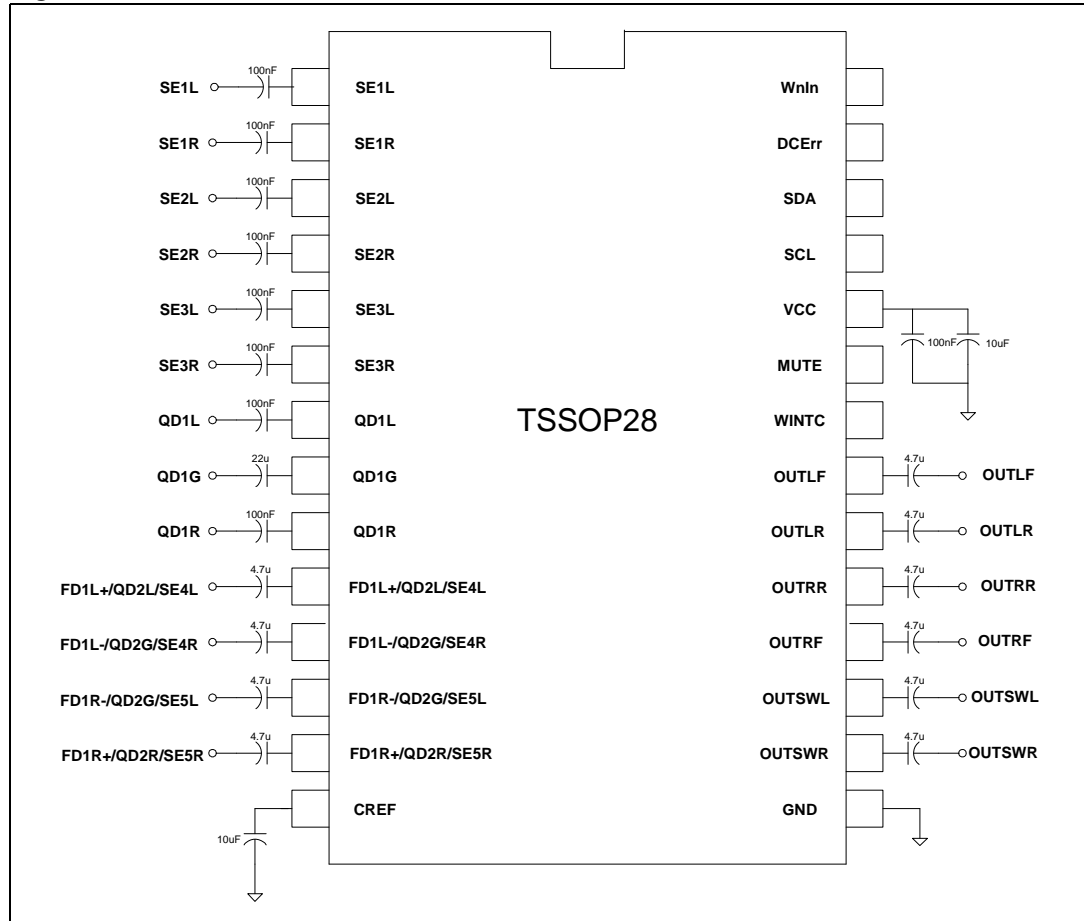 100nF
SE1L
SE1L
WnIn
100nF
SE1R
SE1R
DCErr
100nF
SE2L
SE2L
SDA
100nF
SE2R
SE2R
SCL
100nF
SE3L
SE3L
VCC
100nF
10uF
100nF
SE3R
SE3R
MUTE
100nF
QD1L
QD1L
TSSOP28
WINTC
22u
QD1G
QD1G
OUTLF
4.7u
OUTLF
100nF
QD1R
QD1R
OUTLR
4.7u
OUTLR
4.7u
FD1L+/QD2L/SE4L
FD1L+/QD2L/SE4L
OUTRR
4.7u
OUTRR
4.7u
FD1L-/QD2G/SE4R
FD1L-/QD2G/SE4R
OUTRF
4.7u
OUTRF
4.7u
FD1R-/QD2G/SE5L
FD1R-/QD2G/SE5L
OUTSWL
4.7u
OUTSWL
4.7u
FD1R+/QD2R/SE5R
FD1R+/QD2R/SE5R
OUTSWR
4.7u
OUTSWR
CREF
GND
10uF